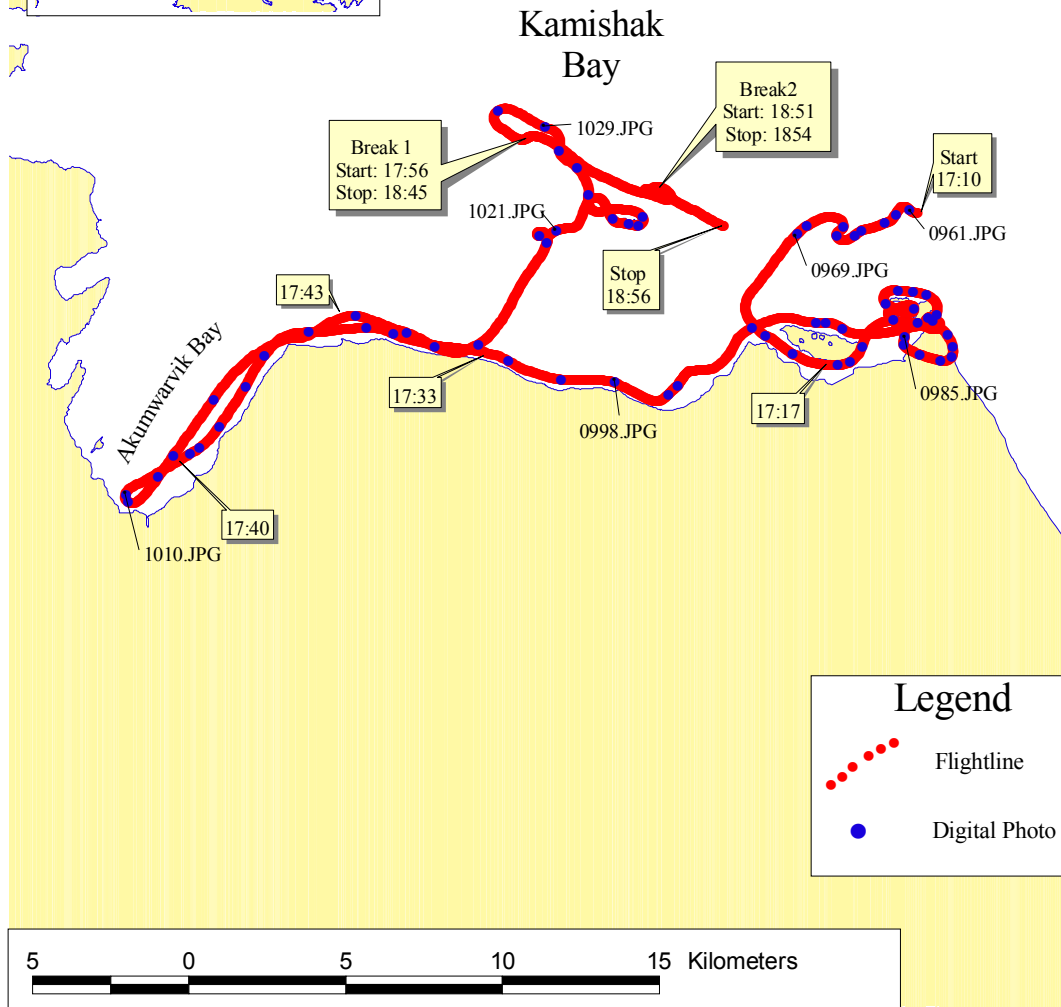 Kamishak
Bay
Break2
Start: 18:51
Stop: 1854
1029.JPG
Break 1
Start: 17:56
Stop: 18:45
Start
17:10
1021.JPG
0961.JPG
0969.JPG
Stop
18:56
17:43
Akumwarvik Bay
17:33
0998.JPG
17:17
0985.JPG
17:40
1010.JPG
Legend
Flightline
Digital Photo
5 0 5 10 15 Kilometers